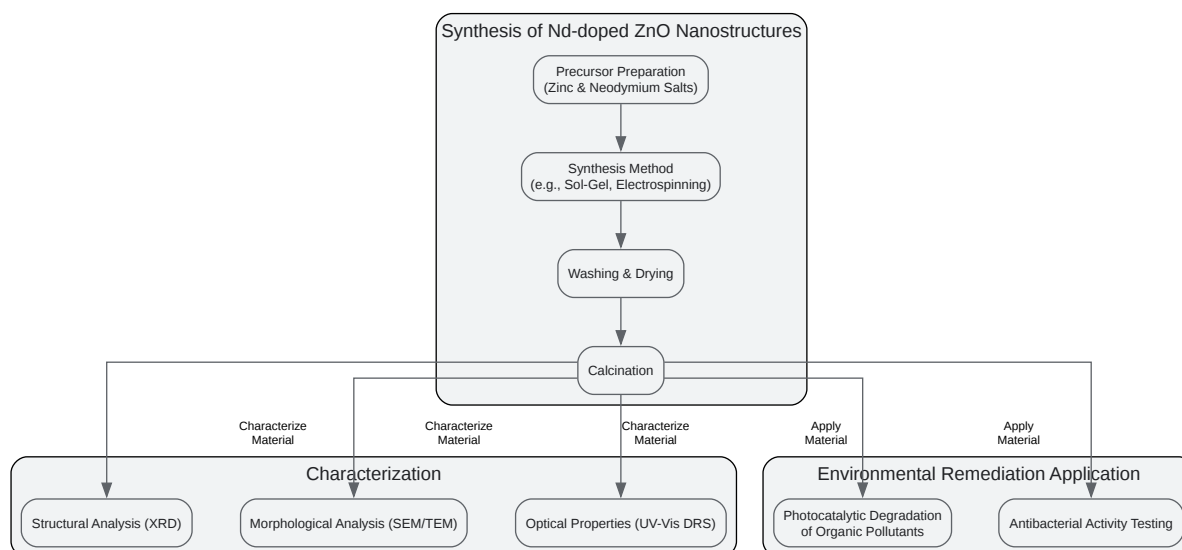 Synthesis of Nd-doped ZnO Nanostructures
Precursor Preparation
(Zinc & Neodymium Salts)
Synthesis Method
(e.g., Sol-Gel, Electrospinning)
Washing & Drying
Calcination
Characterize
Material
Characterize
Material
Characterize
Material
Apply
Material
Apply
Material
Characterization
Environmental Remediation Application
Structural Analysis (XRD)
Morphological Analysis (SEM/TEM)
Optical Properties (UV-Vis DRS)
Photocatalytic Degradation
of Organic Pollutants
Antibacterial Activity Testing